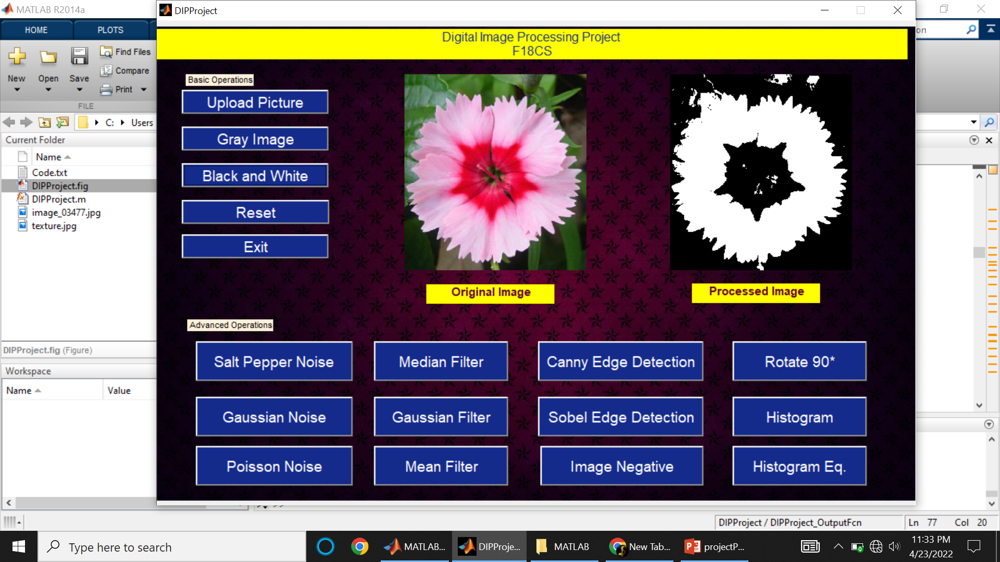 MATLAB R2014a
DIPProject
HOME
PLOTS
on
New
Open
Save
Find Files
Compare
Print
FILE
C:
Users
Current Folder
Name
Code.txt
DIPProject.fig
DIPProject.m
image_03477.jpg
texture.jpg
DIPProject.fig (Figure)
Workspace
Name
Value
Digital Image Processing Project
F18CS
Basic Operations
Upload Picture
Gray Image
Black and White
Reset
Exit
Original Image
Processed Image
Advanced Operations
Salt Pepper Noise
Median Filter
Canny Edge Detection
Rotate 90*
Gaussian Noise
Gaussian Filter
Sobel Edge Detection
Histogram
Poisson Noise
Mean Filter
Image Negative
Histogram Eq.
DIPProject / DIPProject_OutputFcn
Ln 77 Col 20
Type here to search
MATLAB...
DIPProje...
MATLAB
New Tab...
projectP...
11:33 PM
4/23/2022